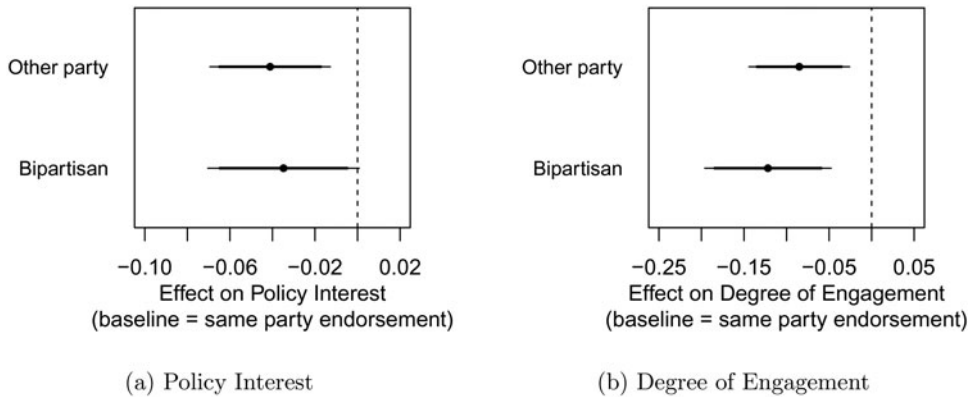 Other party
Bipartisan
−0.10 −0.06 −0.02 0.02
Effect on Policy Interest
(baseline = same party endorsement)
(a) Policy Interest
Other party
Bipartisan
−0.25 −0.15 −0.05 0.05
Effect on Degree of Engagement
(baseline = same party endorsement)
(b) Degree of Engagement